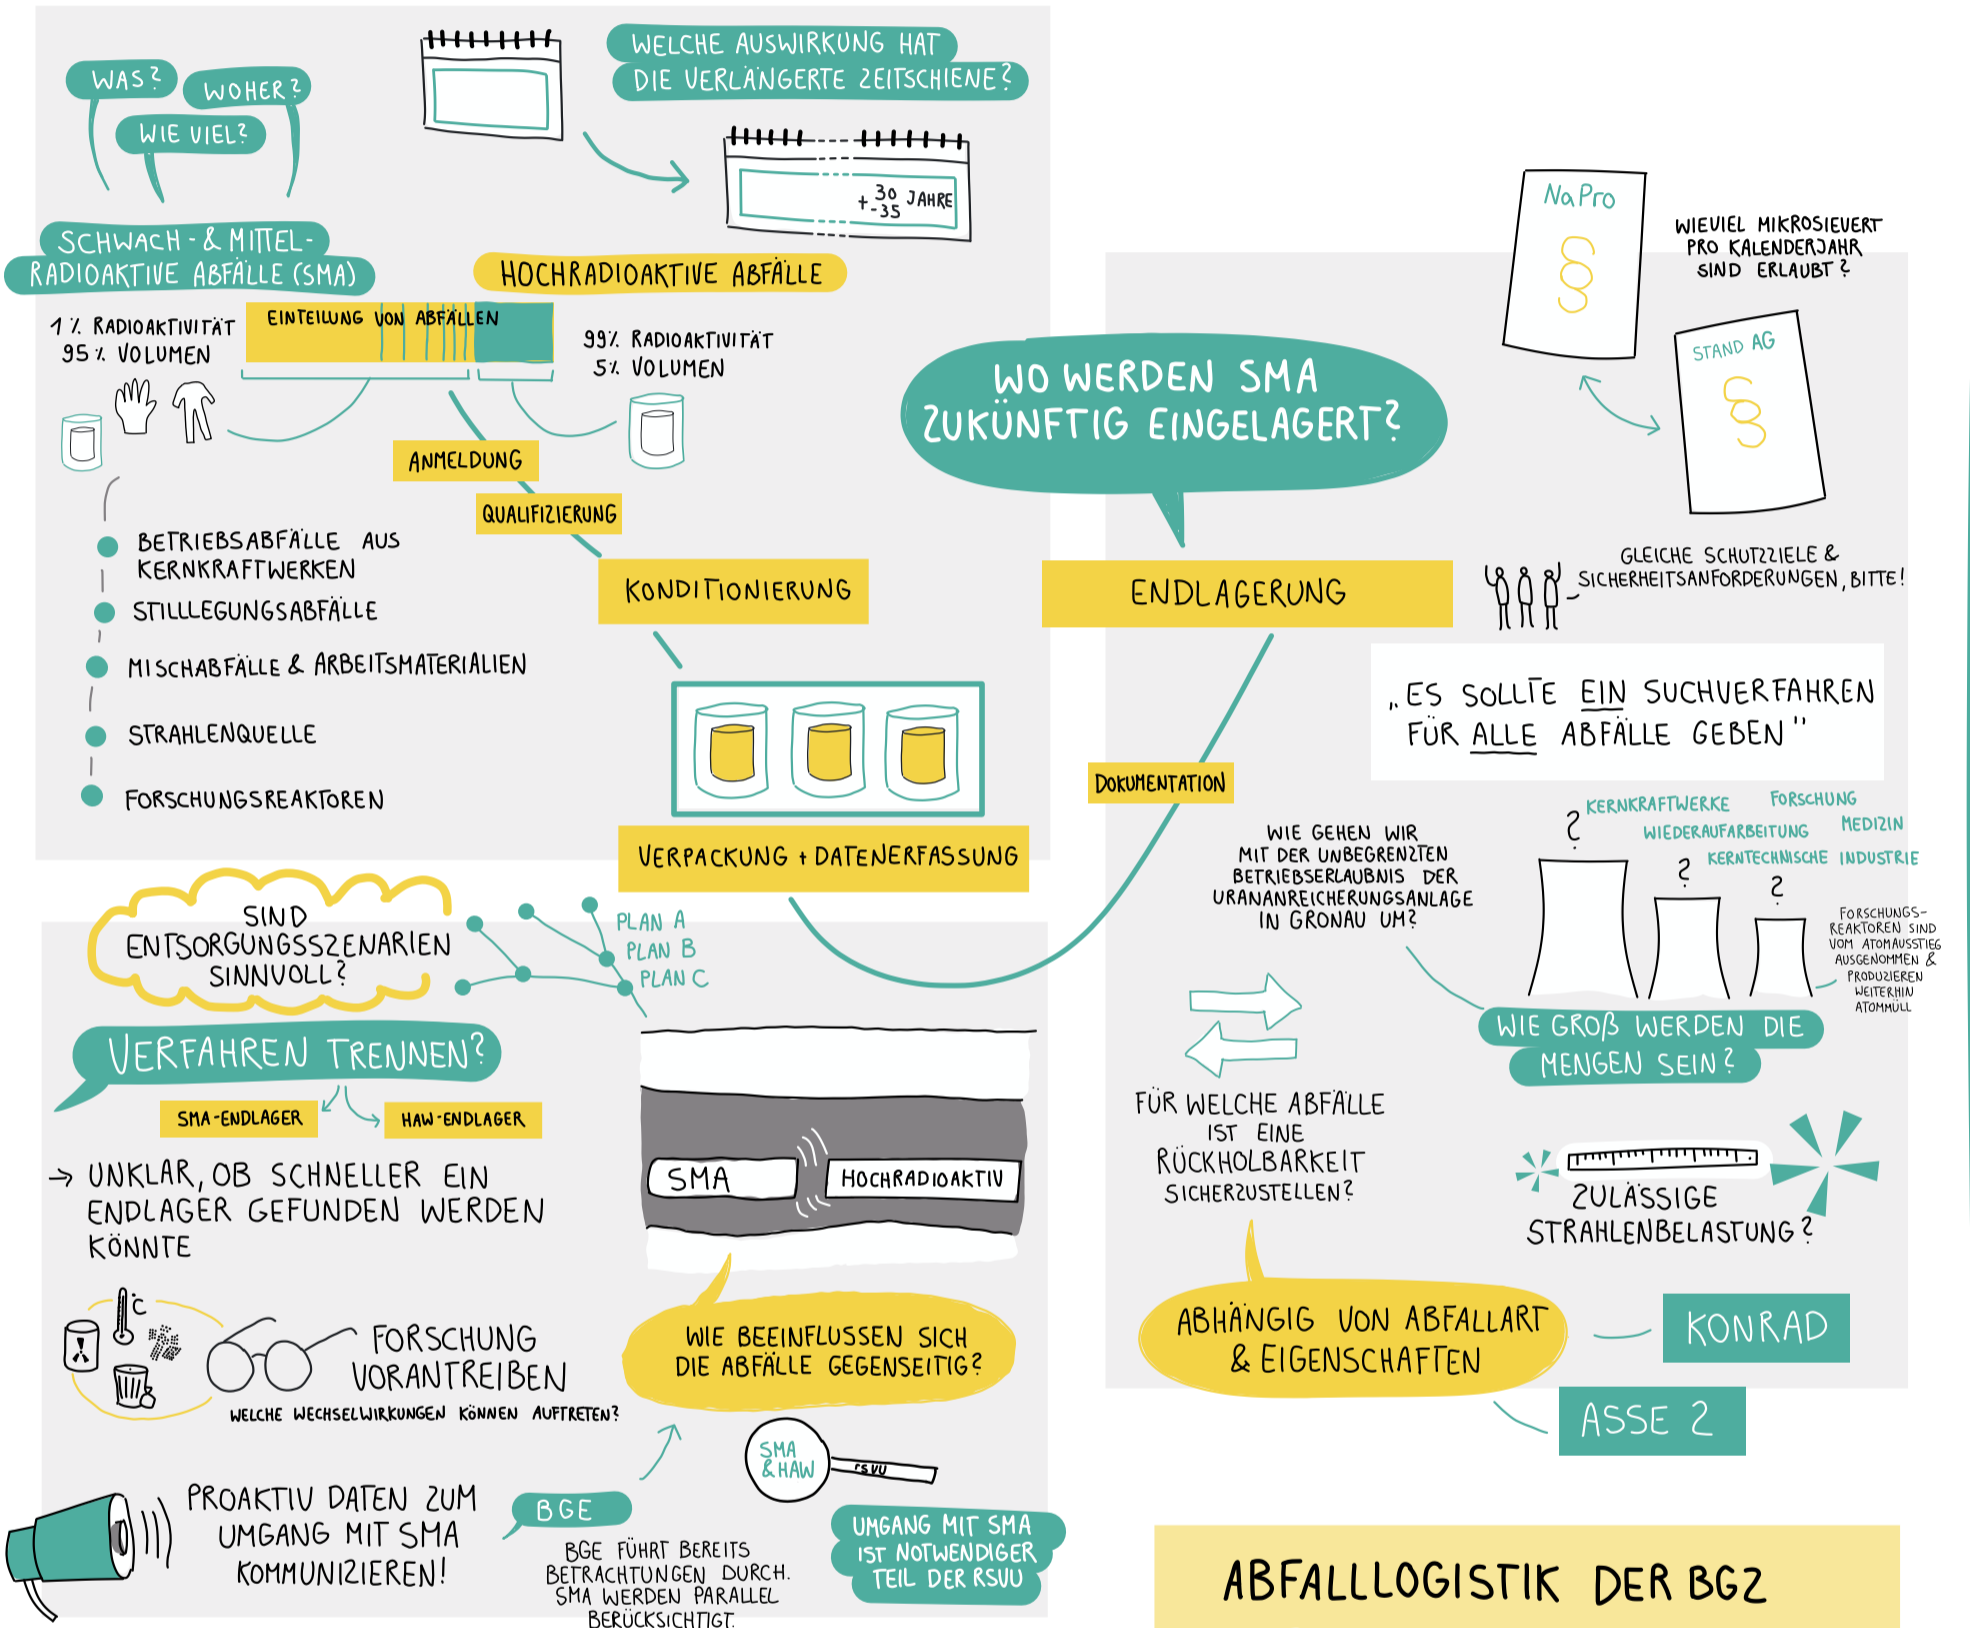 WAS?
WOHER?
WIE VIEL?
SCHWACH- & MITTEL-
RADIOAKTIVE ABFÄLLE (SMA)
WELCHE AUSWIRKUNG HAT
DIE VERLÄNGERTE ZEITSCHIENE?
+ 30 JAHRE
-35
HOCHRADIOAKTIVE ABFÄLLE
1% RADIOAKTIVITÄT
95% VOLUMEN
EINTEILUNG VON ABFÄLLEN
99% RADIOAKTIVITÄT
5% VOLUMEN
ANMELDUNG
QUALIFIZIERUNG
KONDITIONIERUNG
BETRIEBSABFÄLLE AUS
KERNKRAFTWERKEN
STILLLEGUNGSABFÄLLE
MISCHABFÄLLE & ARBEITSMATERIALIEN
STRAHLENQUELLE
FORSCHUNGSREAKTOREN
VERPACKUNG + DATENERFASSUNG
DOKUMENTATION
WO WERDEN SMA
ZUKÜNFTIG EINGELAGERT?
ENDLAGERUNG
NaPro
WIEVIEL MIKROSIEVERT
PRO KALENDERJAHR
SIND ERLAUBT?
STAND AG
GLEICHE SCHUTZZIELE &
SICHERHEITSANFORDERUNGEN, BITTE!
„ES SOLLTE EIN SUCHVERFAHREN
FÜR ALLE ABFÄLLE GEBEN"
KERNKRAFTWERKE
FORSCHUNG
WIEDERAUFARBEITUNG
MEDIZIN
KERNTECHNISCHE INDUSTRIE
?
?
?
WIE GEHEN WIR
MIT DER UNBEGRENZTEN
BETRIEBSERLAUBNIS DER
URANANREICHERUNGSANLAGE
IN GRONAU UM?
FORSCHUNGS-
REAKTOREN SIND
VOM ATOMAUSSTIEG
AUSGENOMMEN &
PRODUZIEREN
WEITERHIN
ATOMMÜLL
WIE GROß WERDEN DIE
MENGEN SEIN?
FÜR WELCHE ABFÄLLE
IST EINE
RÜCKHOLBARKEIT
SICHERZUSTELLEN?
ZULÄSSIGE
STRAHLENBELASTUNG?
ABHÄNGIG VON ABFALLART
& EIGENSCHAFTEN
KONRAD
ASSE 2
SIND
ENTSORGUNGSSZENARIEN
SINNVOLL?
PLAN A
PLAN B
PLAN C
VERFAHREN TRENNEN?
SMA-ENDLAGER
HAW-ENDLAGER
→ UNKLAR, OB SCHNELLER EIN
ENDLAGER GEFUNDEN WERDEN
KÖNNTE
SMA
HOCHRADIOAKTIV
°C
FORSCHUNG
VORANTREIBEN
WELCHE WECHSELWIRKUNGEN KÖNNEN AUFTRETEN?
WIE BEEINFLUSSEN SICH
DIE ABFÄLLE GEGENSEITIG?
SMA
& HAW
rSVU
PROAKTIV DATEN ZUM
UMGANG MIT SMA
KOMMUNIZIEREN!
BGE
BGE FÜHRT BEREITS
BETRACHTUNGEN DURCH.
SMA WERDEN PARALLEL
BERÜCKSICHTIGT.
UMGANG MIT SMA
IST NOTWENDIGER
TEIL DER RSVU
ABFALLLOGISTIK DER BGZ